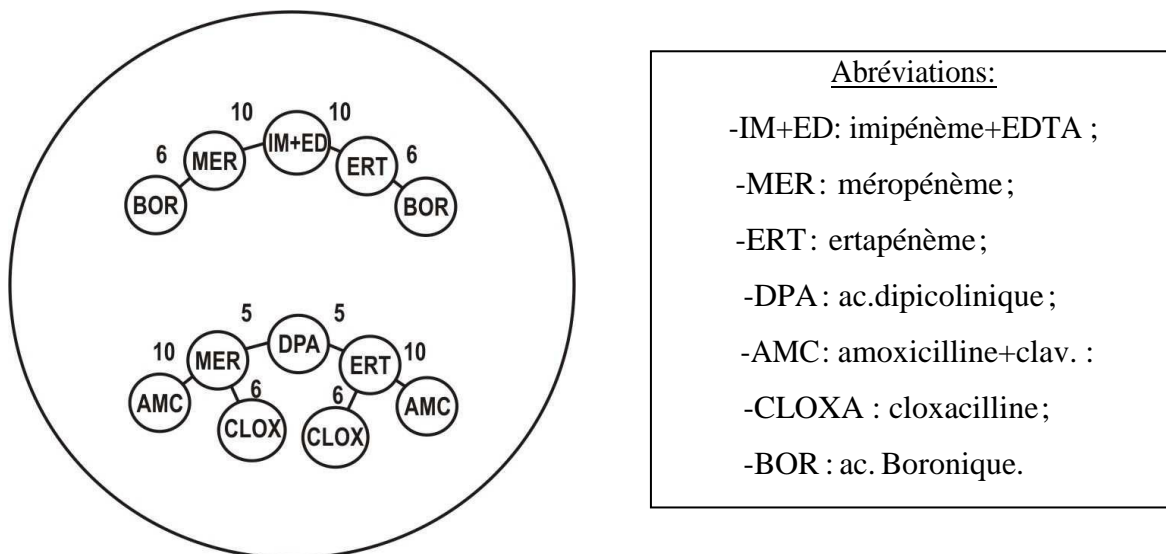 10 10
6 MER IM+ED ERT 6
BOR BOR
5 5
10 MER DPA ERT 10
AMC 6 6 AMC
CLOX CLOX
Abréviations:
-IM+ED: imipénème+EDTA ;
-MER: méropénème;
-ERT: ertapénème;
-DPA: ac.dipicolinique;
-AMC: amoxicilline+clav. :
-CLOXA : cloxacilline;
-BOR : ac. Boronique.